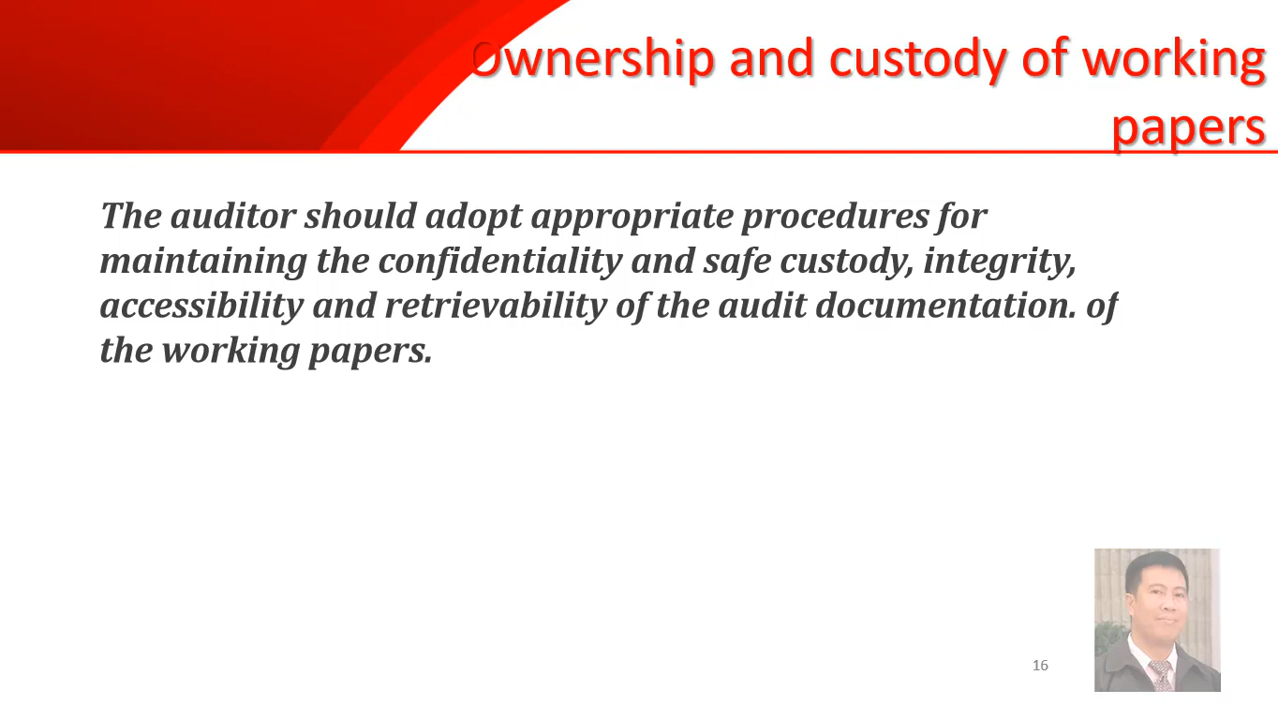 Ownership and custody of working
papers
The auditor should adopt appropriate procedures for
maintaining the confidentiality and safe custody, integrity,
accessibility and retrievability of the audit documentation. of
the working papers.
16